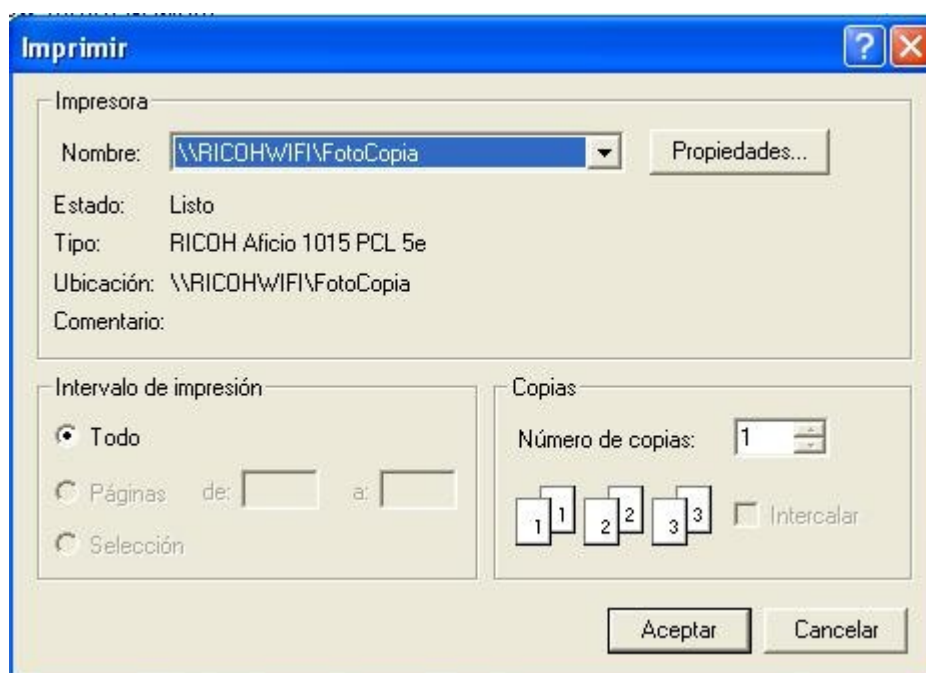 Imprimir
Impresora
Nombre: \\RICOHWIFI\FotoCopia Propiedades...
Estado: Listo
Tipo: RICOH Aficio 1015 PCL 5e
Ubicación: \\RICOHWIFI\FotoCopia
Comentario:
Intervalo de impresión
Todo
Páginas de: a:
Selección
Copias
Número de copias: 1
1 1 2 2 3 3 Intercalar
Aceptar Cancelar